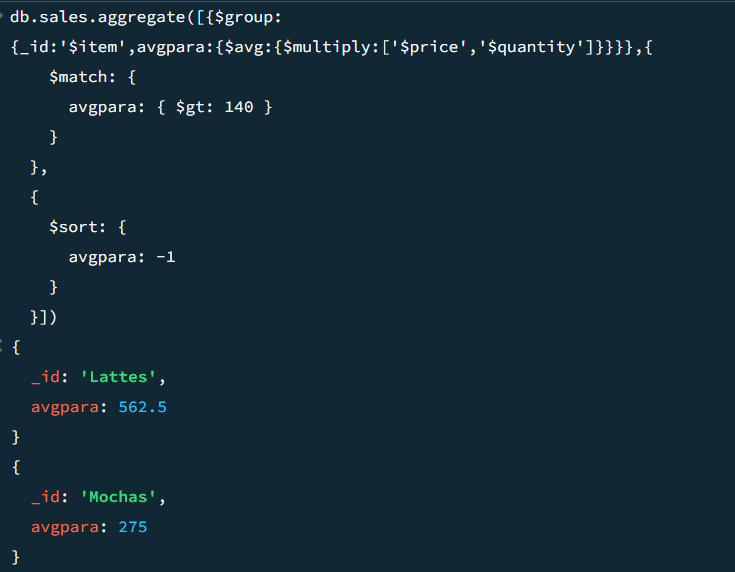 db.sales.aggregate([{$group:
{_id:'$item',avgpara:{$avg:{$multiply:['$price','$quantity']}}}},{
    $match: {
      avgpara: { $gt: 140 }
    }
  },
  {
    $sort: {
      avgpara: -1
    }
  }])
{
  _id: 'Lattes',
  avgpara: 562.5
}
{
  _id: 'Mochas',
  avgpara: 275
}